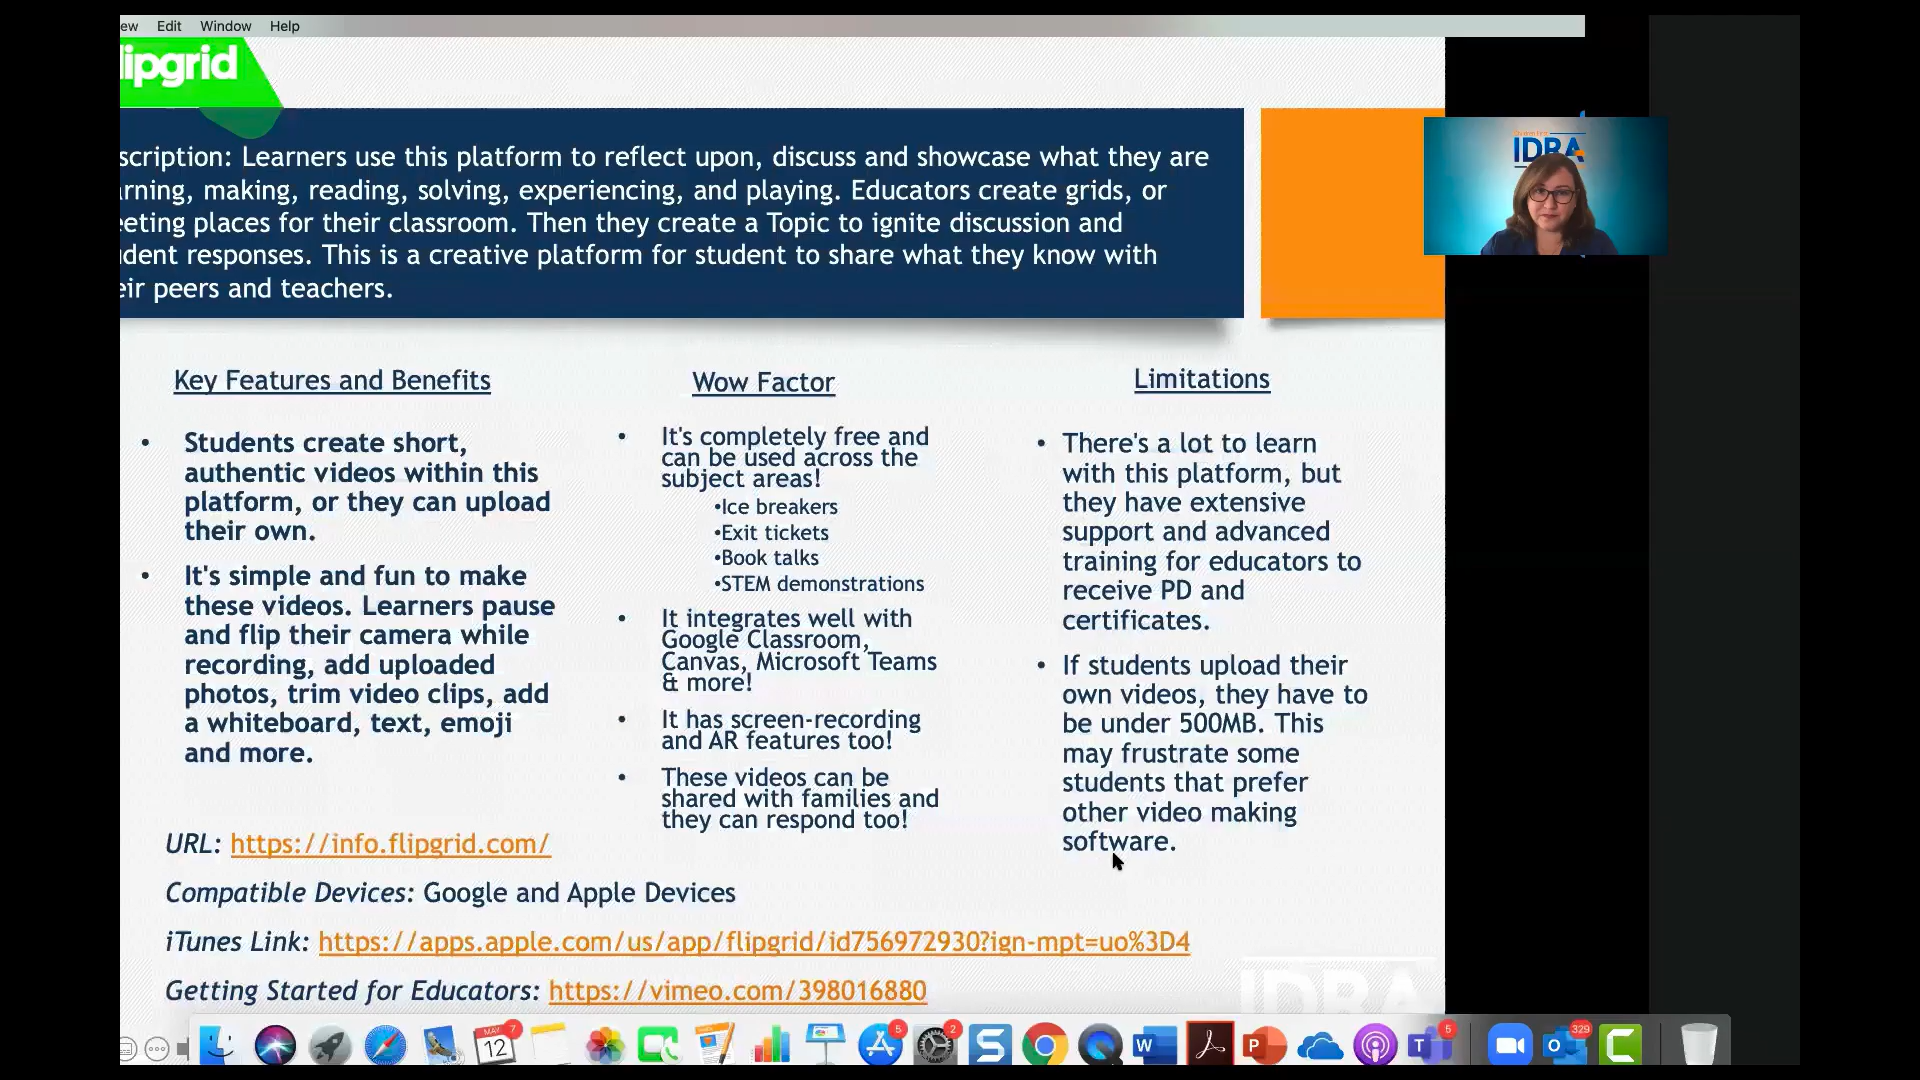 ew Edit Window Help
lipgrid
scription: Learners use this platform to reflect upon, discuss and showcase what they are
arning, making, reading, solving, experiencing, and playing. Educators create grids, or
eeting places for their classroom. Then they create a Topic to ignite discussion and
udent responses. This is a creative platform for student to share what they know with
eir peers and teachers.
IDRA
Key Features and Benefits
• Students create short,
authentic videos within this
platform, or they can upload
their own.
• It's simple and fun to make
these videos. Learners pause
and flip their camera while
recording, add uploaded
photos, trim video clips, add
a whiteboard, text, emoji
and more.
Wow Factor
• It's completely free and
can be used across the
subject areas!
•Ice breakers
•Exit tickets
•Book talks
•STEM demonstrations
• It integrates well with
Google Classroom,
Canvas, Microsoft Teams
& more!
• It has screen-recording
and AR features too!
• These videos can be
shared with families and
they can respond too!
Limitations
• There's a lot to learn
with this platform, but
they have extensive
support and advanced
training for educators to
receive PD and
certificates.
• If students upload their
own videos, they have to
be under 500MB. This
may frustrate some
students that prefer
other video making
software.
URL: https://info.flipgrid.com/
Compatible Devices: Google and Apple Devices
iTunes Link: https://apps.apple.com/us/app/flipgrid/id756972930?ign-mpt=uo%3D4
Getting Started for Educators: https://vimeo.com/398016880
IDRA
MAY 7 12 5 2 S W P T 5 O 329 C